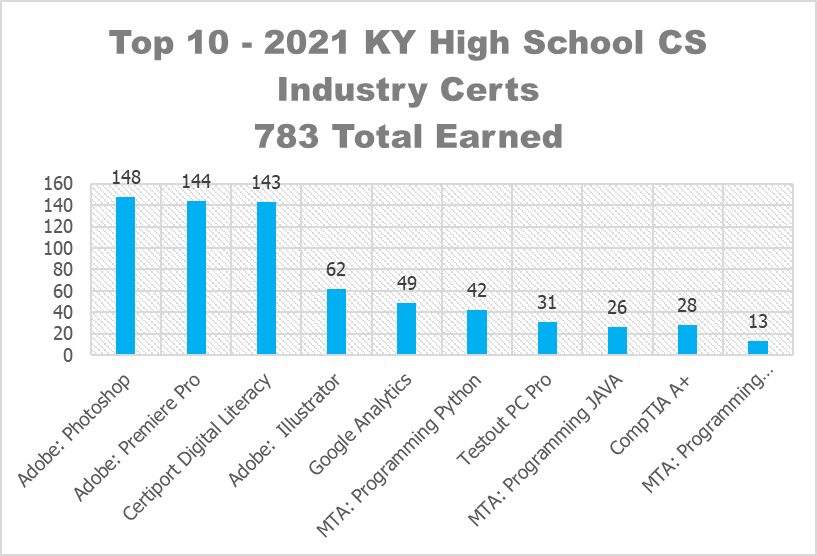 Top 10 - 2021 KY High School CS
Industry Certs
783 Total Earned
160
140
120
100
80
60
40
20
0
148
144
143
62
49
42
31
26
28
13
Adobe: Photoshop
Adobe: Premiere Pro
Certiport Digital Literacy
Adobe:  Illustrator
Google Analytics
MTA: Programming Python
Testout PC Pro
MTA: Programming JAVA
CompTIA A+
MTA: Programming...